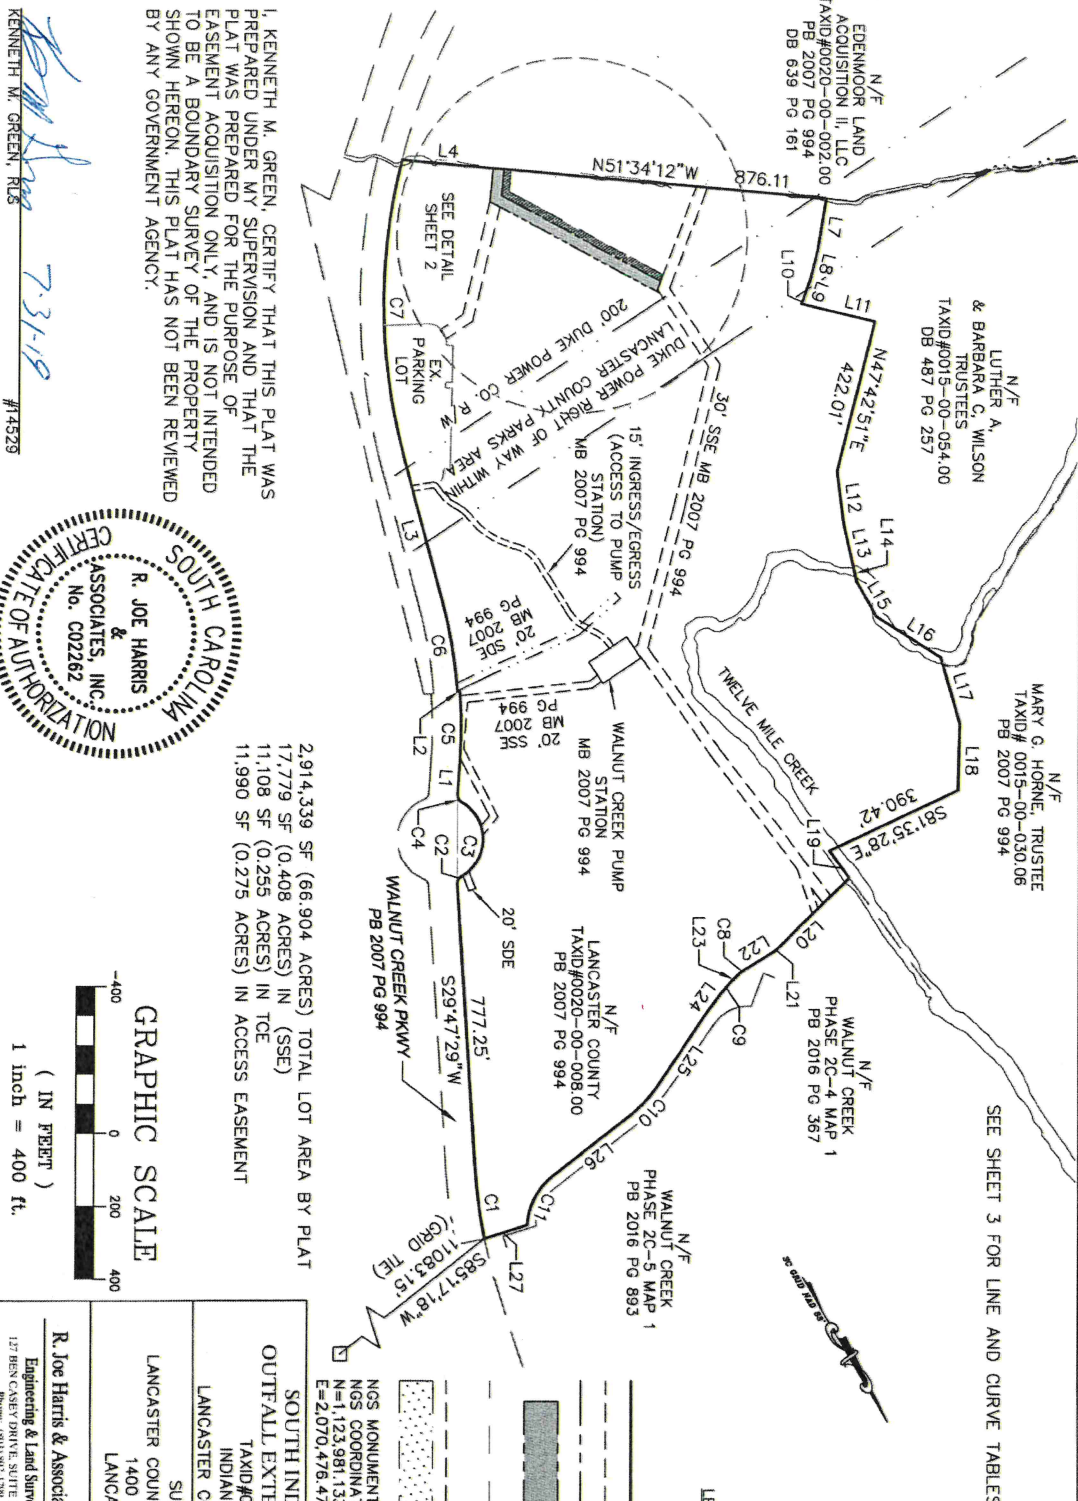 SEE SHEET 3 FOR LINE AND CURVE TABLES
N/F
EDENMOOR LAND
ACQUISITION II, LLC
TAXID#0020-00-002.00
PB 2007 PG 994
DB 639 PG 161
N/F
LUTHER A,
& BARBARA C, WILSON
TRUSTEES
TAXID#0015-00-054.00
DB 487 PG 257
N/F
MARY G. HORNE, TRUSTEE
TAXID# 0015-00-030.06
PB 2007 PG 994
N/F
WALNUT CREEK
PHASE 2C-4 MAP 1
PB 2016 PG 367
N/F
WALNUT CREEK
PHASE 2C-5 MAP 1
PB 2016 PG 893
N/F
LANCASTER COUNTY
TAXID#0020-00-008.00
PB 2007 PG 994
L4
N51°34'12"W
876.11
L7
L8
L9
L10
L11
N47°42'51"E
422.01'
L12
L13
L14
L15
L16
L17
L18
390.42'
S81°35'28"E
L19
L20
L21
L22
C8
L23
C9
L24
L25
C10
L26
C11
L27
C1
S85°17'18"W
11083.15'
(GRID TIE)
TWELVE MILE CREEK
SC GRID NAD 83
SEE DETAIL
SHEET 2
C7
EX.
PARKING
LOT
200' DUKE POWER CO. R/W
DUKE POWER RIGHT OF WAY WITHIN
LANCASTER COUNTY PARKS AREA
30' SSE MB 2007 PG 994
15' INGRESS/EGRESS
(ACCESS TO PUMP
STATION)
MB 2007 PG 994
WALNUT CREEK PUMP
STATION
MB 2007 PG 994
20' SDE
MB 2007
PG 994
20' SSE
MB 2007
PG 994
L3
C6
L2
C5
L1
C4
C2
C3
20' SDE
777.25'
S29°47'29"W
WALNUT CREEK PKWY
PB 2007 PG 994
I, KENNETH M. GREEN, CERTIFY THAT THIS PLAT WAS
PREPARED UNDER MY SUPERVISION AND THAT THE
PLAT WAS PREPARED FOR THE PURPOSE OF
EASEMENT ACQUISITION ONLY, AND IS NOT INTENDED
TO BE A BOUNDARY SURVEY OF THE PROPERTY
SHOWN HEREON. THIS PLAT HAS NOT BEEN REVIEWED
BY ANY GOVERNMENT AGENCY.
7-31-19
KENNETH M. GREEN, RLS #14529
SOUTH CAROLINA
R. JOE HARRIS
&
ASSOCIATES, INC.
No. C02262
CERTIFICATE OF AUTHORIZATION
2,914,339 SF (66.904 ACRES) TOTAL LOT AREA BY PLAT
17,779 SF (0.408 ACRES) IN (SSE)
11,108 SF (0.255 ACRES) IN TCE
11,990 SF (0.275 ACRES) IN ACCESS EASEMENT
GRAPHIC SCALE
-400 0 200 400
( IN FEET )
1 inch = 400 ft.
NGS MONUMENT
NGS COORDINA
N=1,123,981.13
E=2,070,476.47
SOUTH IND
OUTFALL EXTE
TAXID#0
INDIAN
LANCASTER C
SU
LANCASTER COUN
1400
LANCA
R. Joe Harris & Associa
Engineering & Land Surve
127 BEN CASEY DRIVE, SUITE